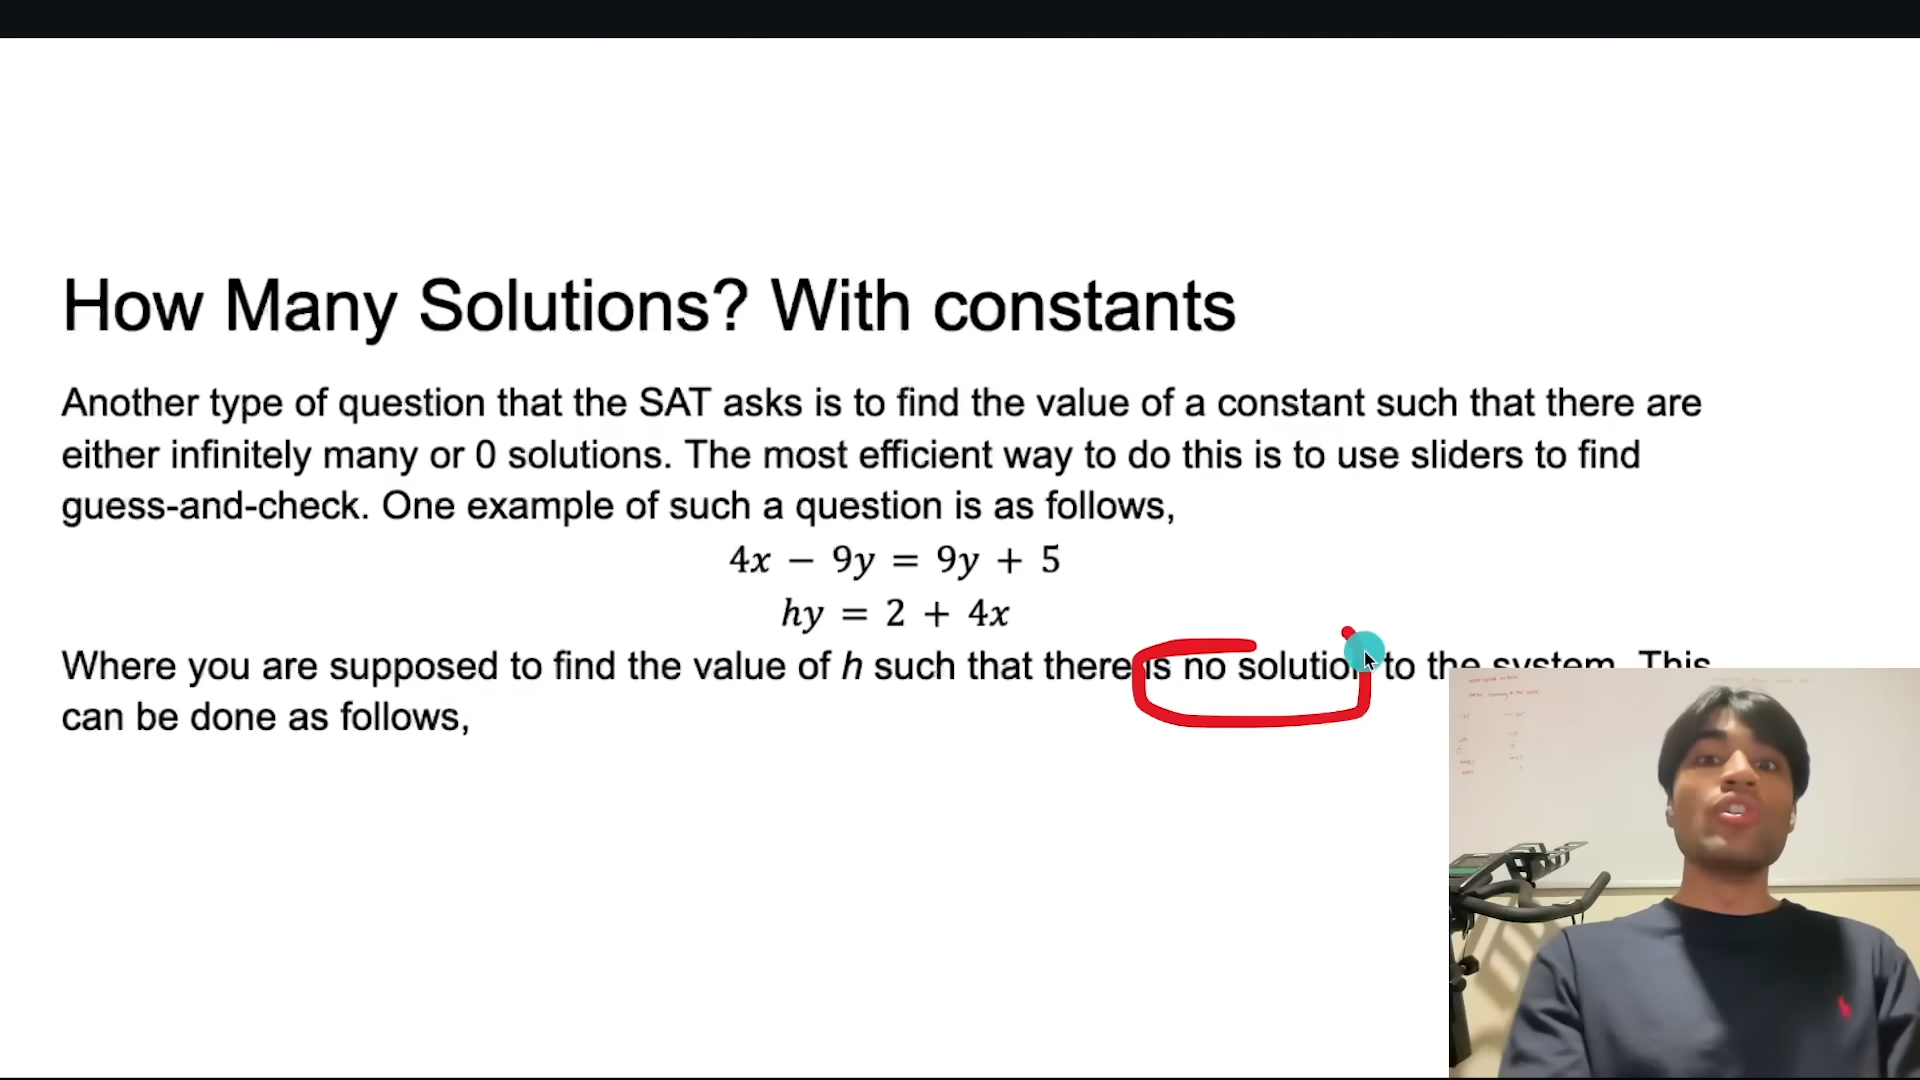 How Many Solutions? With constants
Another type of question that the SAT asks is to find the value of a constant such that there are
either infinitely many or 0 solutions. The most efficient way to do this is to use sliders to find
guess-and-check. One example of such a question is as follows,
4x − 9y = 9y + 5
hy = 2 + 4x
Where you are supposed to find the value of h such that there is no solution to the system. This
can be done as follows,